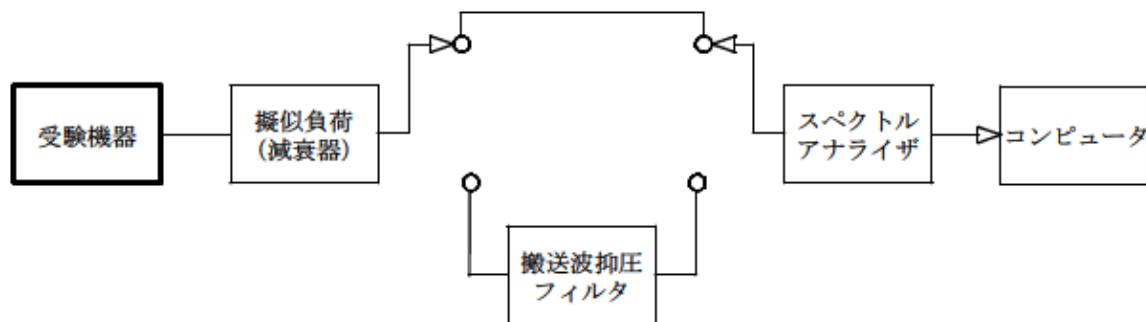 受験機器
擬似負荷
(減衰器)
スペクトル
アナライザ
コンピュータ
搬送波抑圧
フィルタ